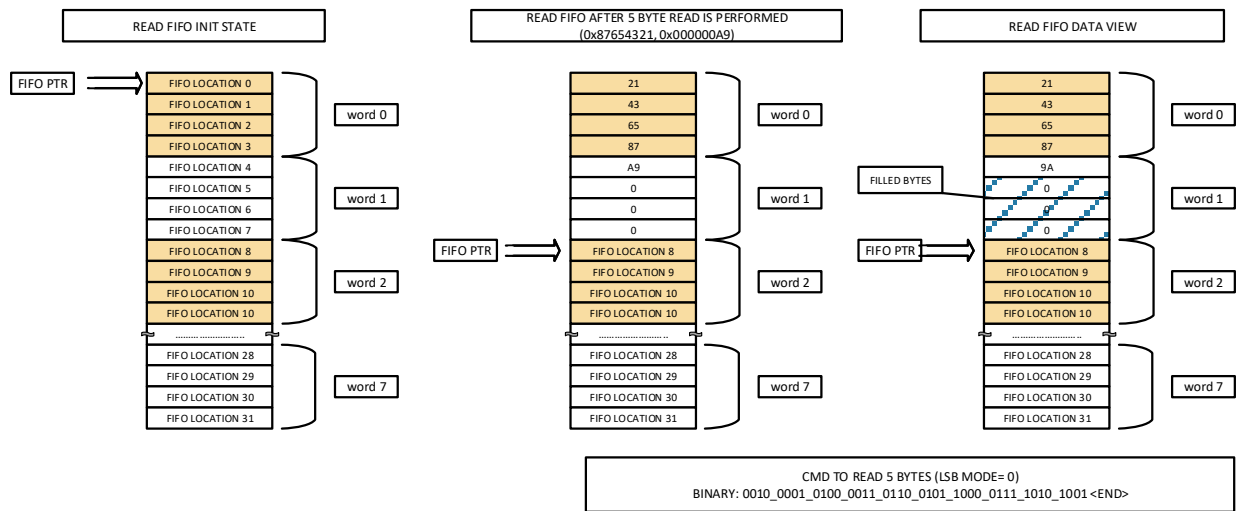 READ FIFO INIT STATE
READ FIFO AFTER 5 BYTE READ IS PERFORMED
(0x87654321, 0x000000A9)
READ FIFO DATA VIEW
FIFO PTR
FIFO LOCATION 0
FIFO LOCATION 1
FIFO LOCATION 2
FIFO LOCATION 3
FIFO LOCATION 4
FIFO LOCATION 5
FIFO LOCATION 6
FIFO LOCATION 7
FIFO LOCATION 8
FIFO LOCATION 9
FIFO LOCATION 10
FIFO LOCATION 10
........................
FIFO LOCATION 28
FIFO LOCATION 29
FIFO LOCATION 30
FIFO LOCATION 31
word 0
word 1
word 2
word 7
FIFO PTR
21
43
65
87
A9
0
0
0
FIFO LOCATION 8
FIFO LOCATION 9
FIFO LOCATION 10
FIFO LOCATION 10
........................
FIFO LOCATION 28
FIFO LOCATION 29
FIFO LOCATION 30
FIFO LOCATION 31
word 0
word 1
word 2
word 7
FILLED BYTES
FIFO PTR
21
43
65
87
9A
0
0
0
FIFO LOCATION 8
FIFO LOCATION 9
FIFO LOCATION 10
FIFO LOCATION 10
........................
FIFO LOCATION 28
FIFO LOCATION 29
FIFO LOCATION 30
FIFO LOCATION 31
word 0
word 1
word 2
word 7
CMD TO READ 5 BYTES (LSB MODE= 0)
BINARY: 0010_0001_0100_0011_0110_0101_1000_0111_1010_1001 <END>